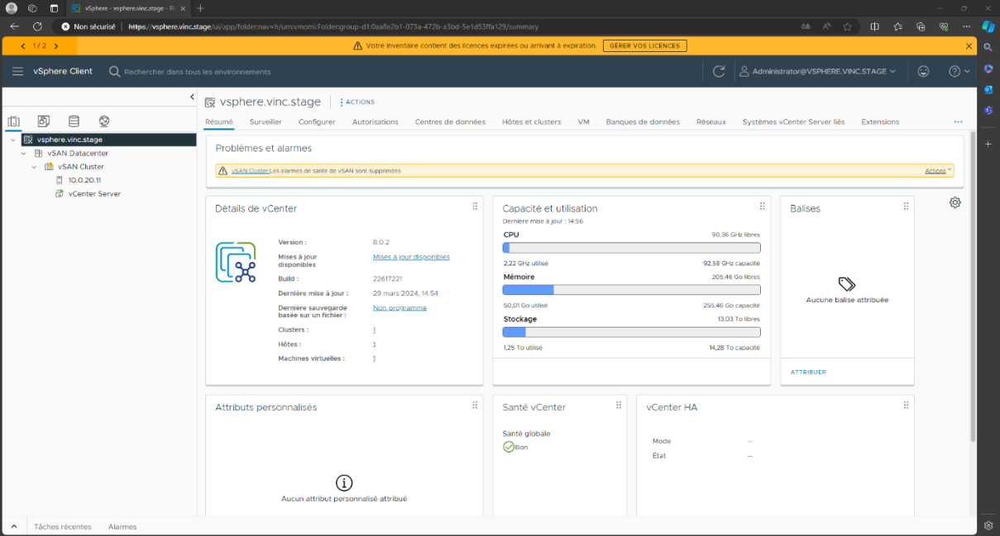 vSphere - vsphere.vinc.stage - R
Non sécurisé
https://vsphere.vinc.stage/ui/app/folder;nav=h/urn:vmomi:Folder:group-d1:0aa8e2b1-073a-472b-a3bd-5e1d53ffa129/summary
1 / 2
Votre inventaire contient des licences expirées ou arrivant à expiration.
GÉRER VOS LICENCES
vSphere Client
Rechercher dans tous les environnements
Administrator@VSPHERE.VINC.STAGE
vsphere.vinc.stage
ACTIONS
Résumé
Surveiller
Configurer
Autorisations
Centres de données
Hôtes et clusters
VM
Banques de données
Réseaux
Systèmes vCenter Server liés
Extensions
vsphere.vinc.stage
vSAN Datacenter
vSAN Cluster
10.0.20.11
vCenter Server
Problèmes et alarmes
vSAN Cluster Les alarmes de santé de vSAN sont supprimées
Actions
Détails de vCenter
Version :
8.0.2
Mises à jour
disponibles
Mises à jour disponibles
Build :
22617221
Dernière mise à jour :
29 mars 2024, 14:54
Dernière sauvegarde
basée sur un fichier :
Non programmé
Clusters :
1
Hôtes :
1
Machines virtuelles :
1
Capacité et utilisation
Dernière mise à jour : 14:56
CPU
90,36 GHz libres
2,22 GHz utilisé
92,58 GHz capacité
Mémoire
205,46 Go libres
50,01 Go utilisé
255,46 Go capacité
Stockage
13,03 To libres
1,25 To utilisé
14,28 To capacité
Balises
Aucune balise attribuée
ATTRIBUER
Attributs personnalisés
Aucun attribut personnalisé attribué
Santé vCenter
Santé globale
Bon
vCenter HA
Mode
--
État
--
Tâches récentes
Alarmes